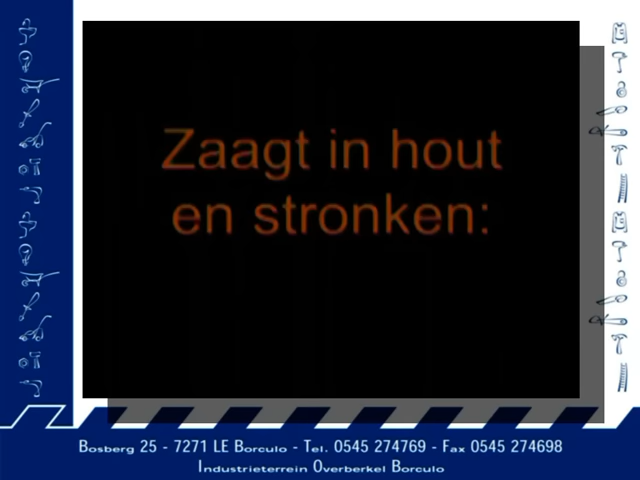 Zaagt in hout
en stronken:
Bosberg 25 - 7271 LE Borculo - Tel. 0545 274769 - Fax 0545 274698
Industrieterrein Overberkel Borculo